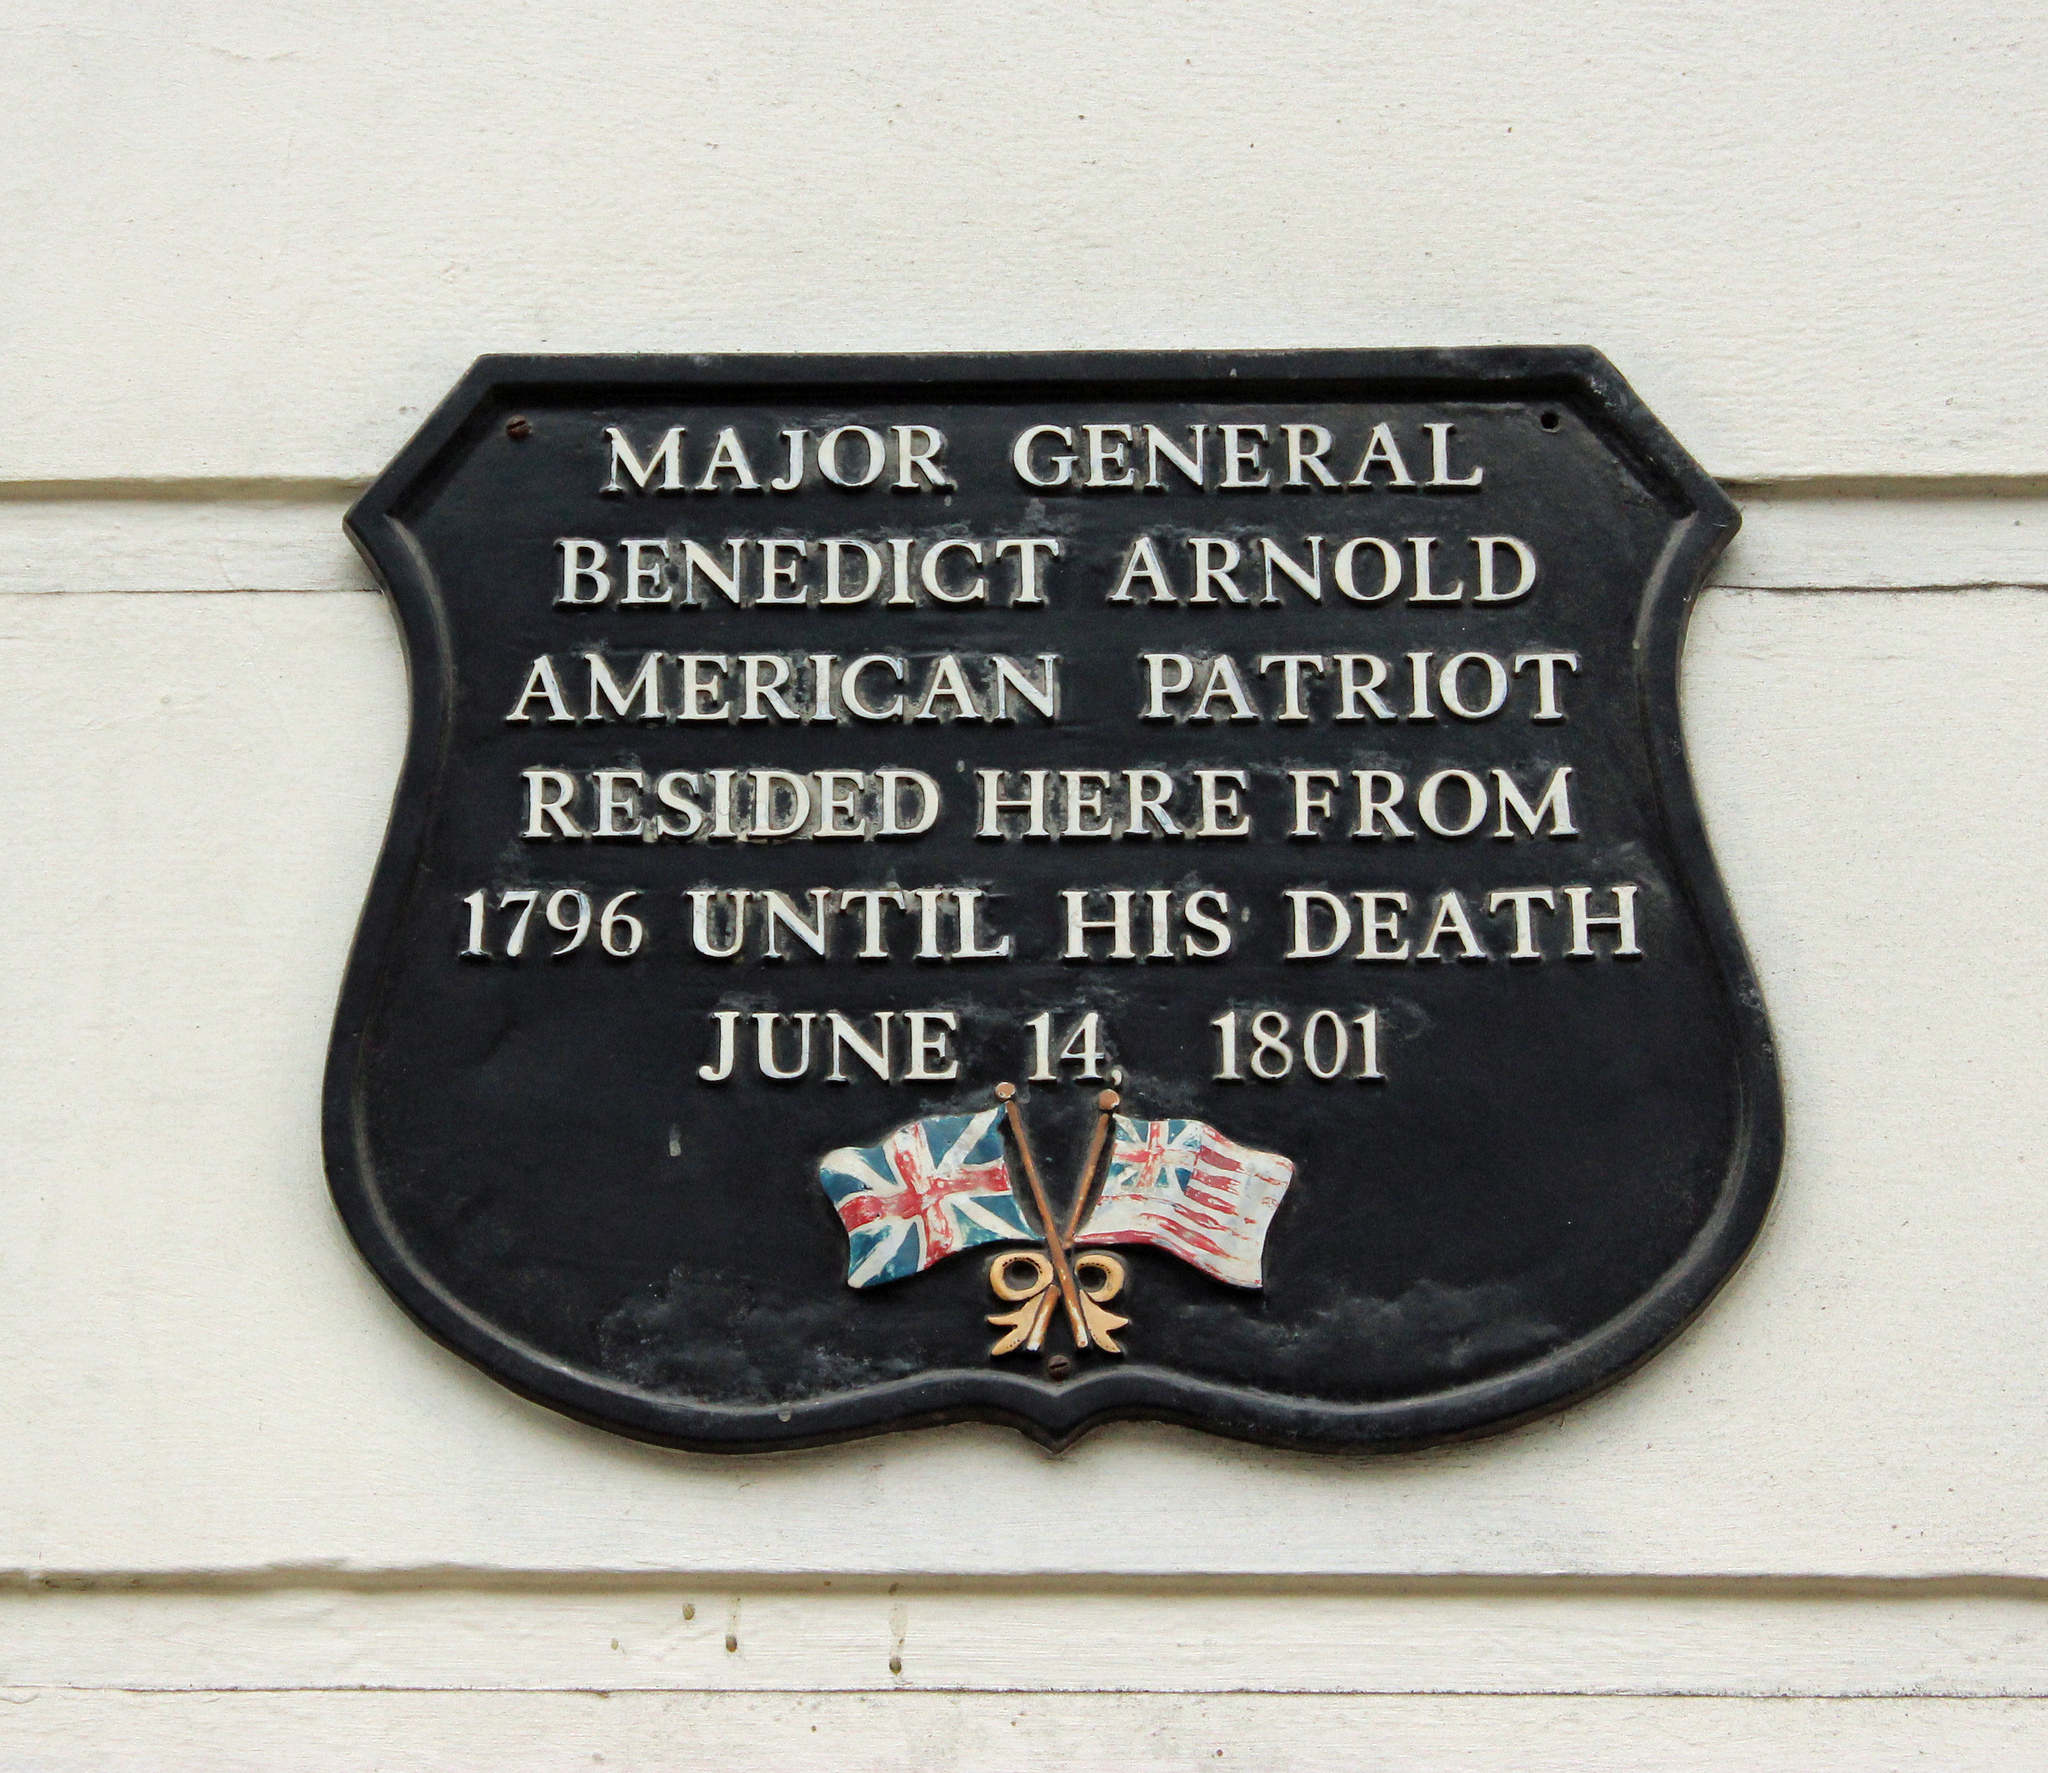 MAJOR GENERAL
BENEDICT ARNOLD
AMERICAN PATRIOT
RESIDED HERE FROM
1796 UNTIL HIS DEATH
JUNE 14, 1801